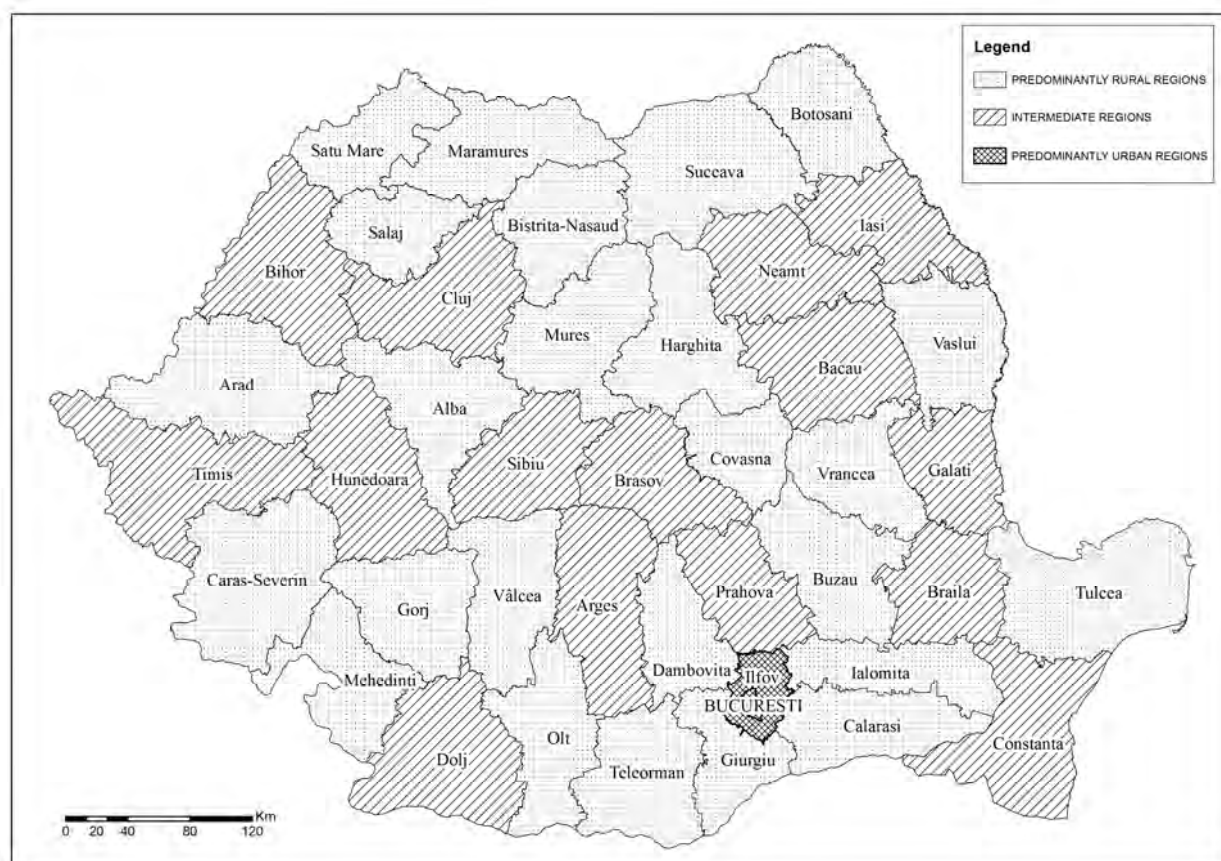 Legend
PREDOMINANTLY RURAL REGIONS
INTERMEDIATE REGIONS
PREDOMINANTLY URBAN REGIONS
Botosani
Satu Mare
Maramures
Suceava
Salaj
Bistrita-Nasaud
Iasi
Bihor
Cluj
Neamt
Mures
Harghita
Vaslui
Bacau
Arad
Alba
Timis
Hunedoara
Sibiu
Brasov
Covasna
Vrancea
Galati
Caras-Severin
Gorj
Vâlcea
Arges
Prahova
Buzau
Braila
Tulcea
Mehedinti
Dambovita
Ilfov
Ialomita
BUCURESTI
Calarasi
Olt
Dolj
Teleorman
Giurgiu
Constanta
Km
0 20 40 80 120